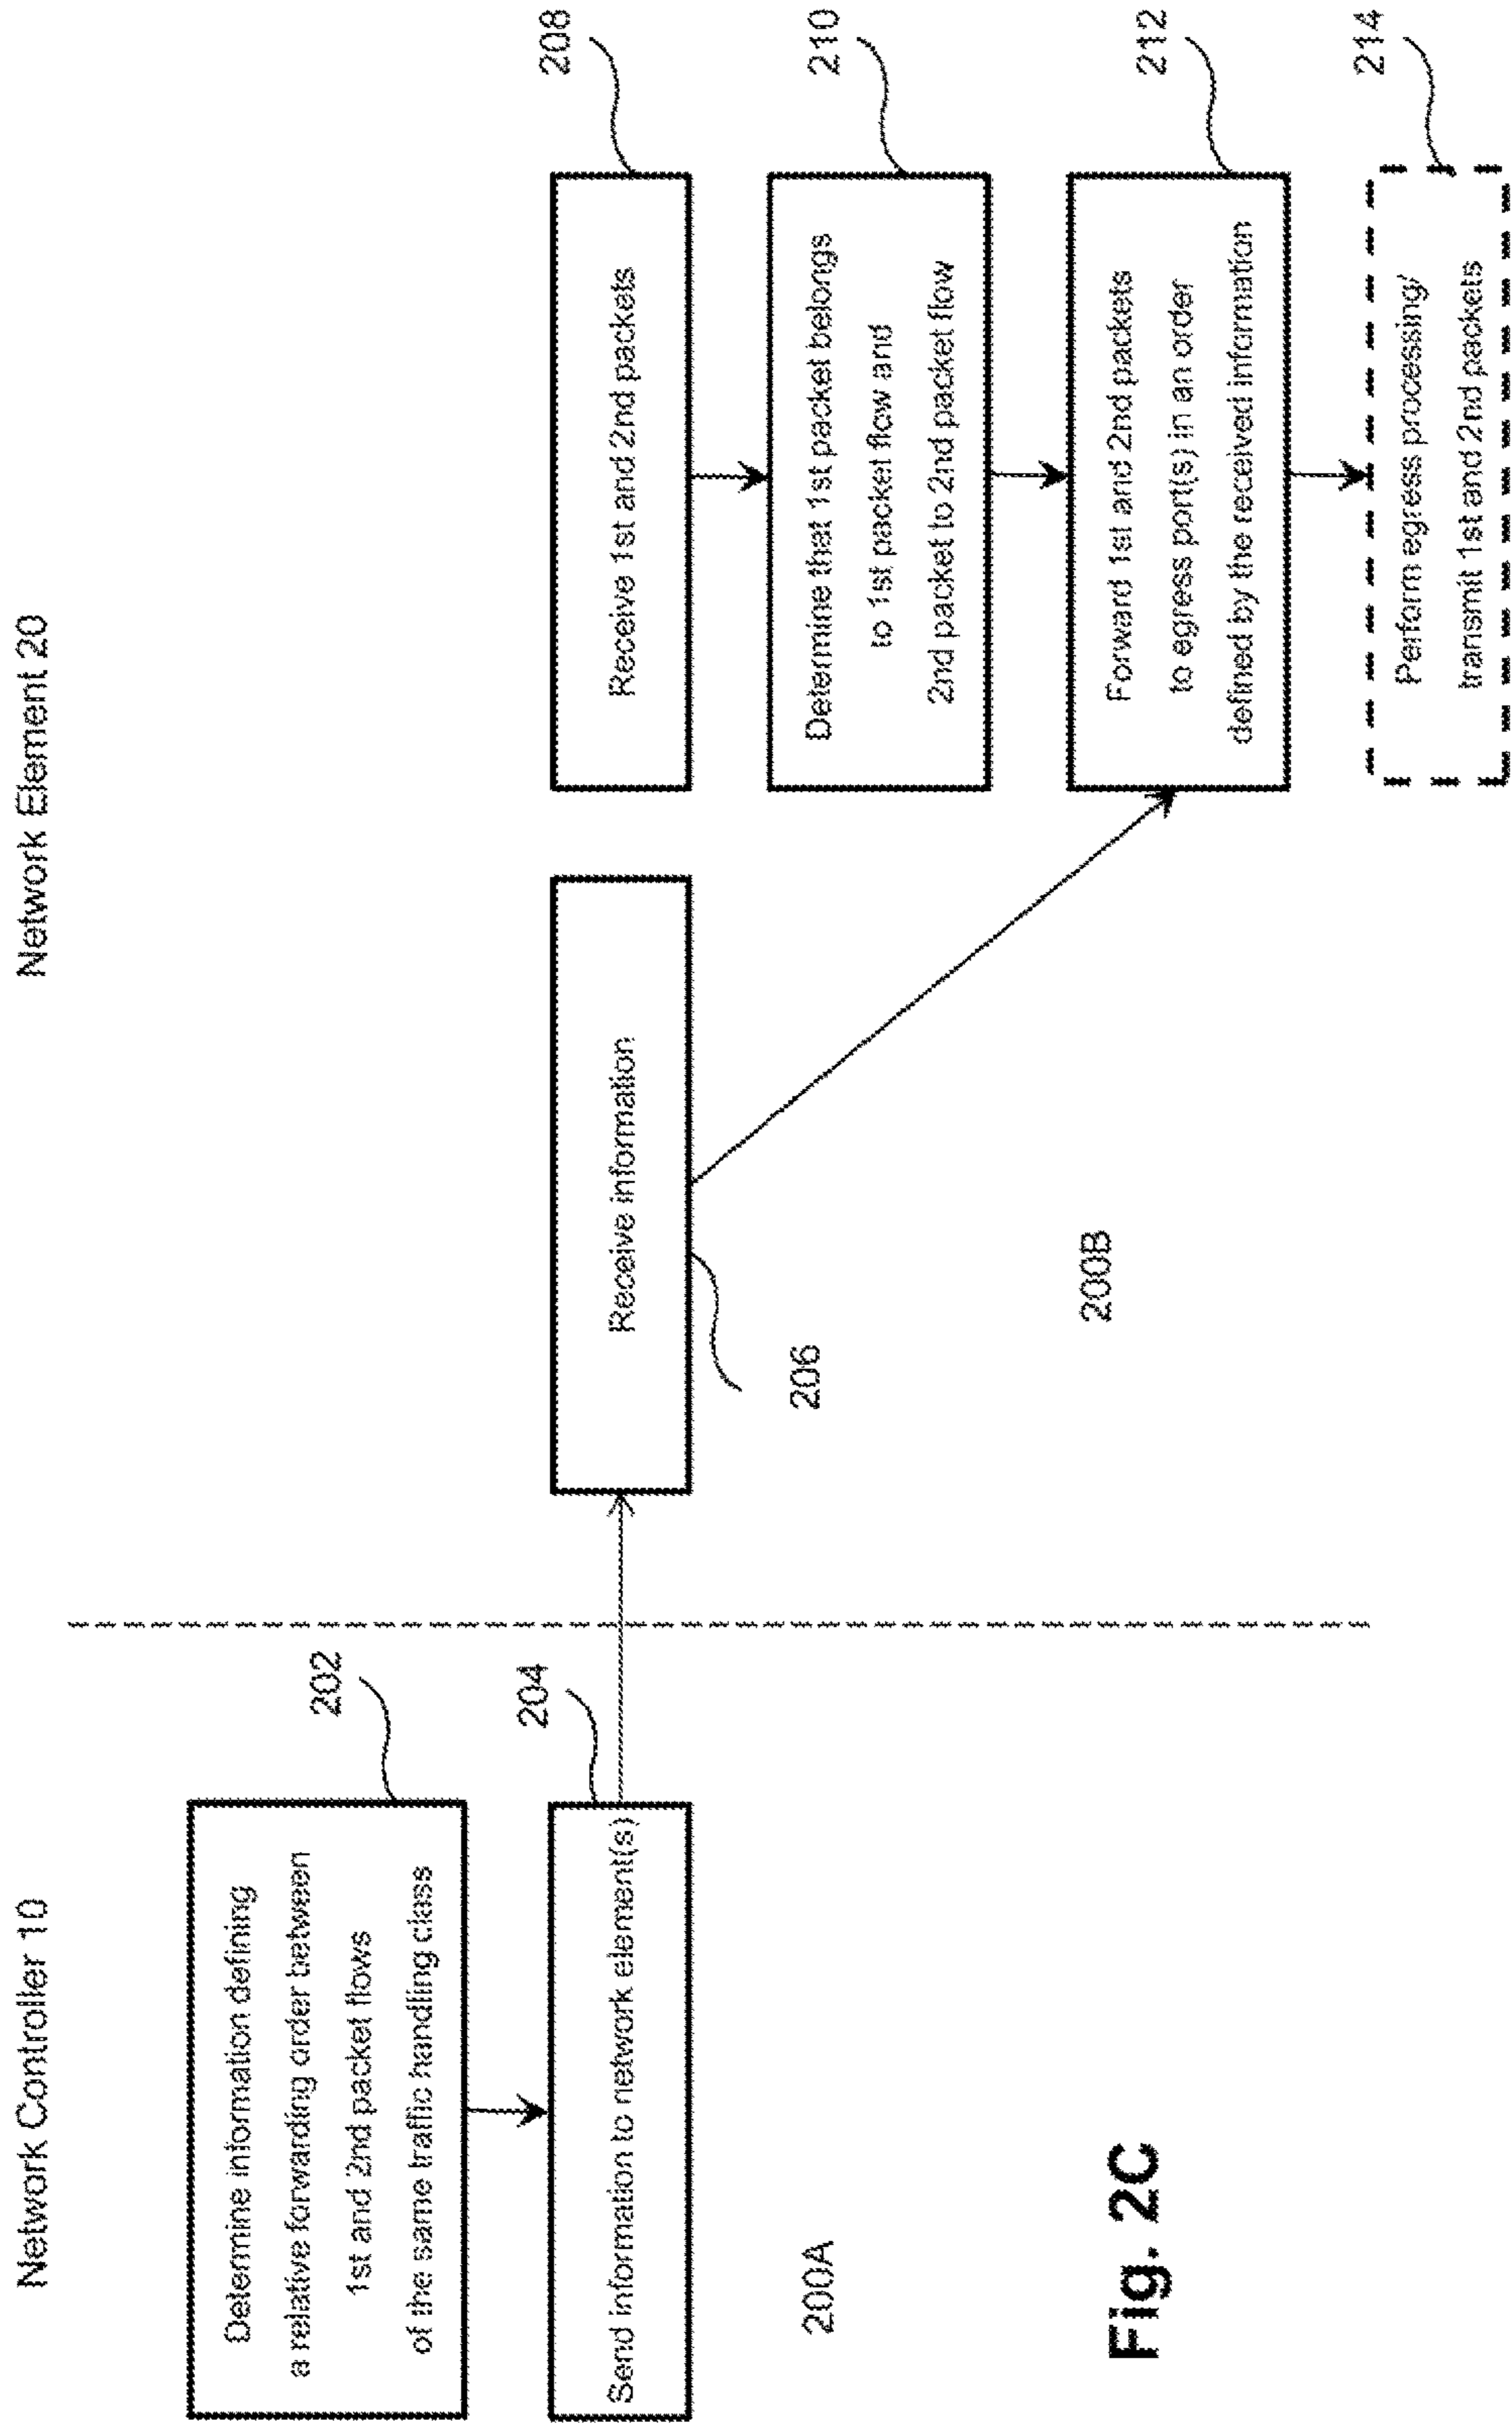 Network Controller 10
Network Element 20
202
Determine information defining
a relative forwarding order between
1st and 2nd packet flows
of the same traffic handling class
204
Send information to network element(s)
200A
Receive information
206
200B
208
Receive 1st and 2nd packets
210
Determine that 1st packet belongs
to 1st packet flow and
2nd packet to 2nd packet flow
212
Forward 1st and 2nd packets
to egress port(s) in an order
defined by the received information
214
Perform egress processing/
transmit 1st and 2nd packets
Fig. 2C